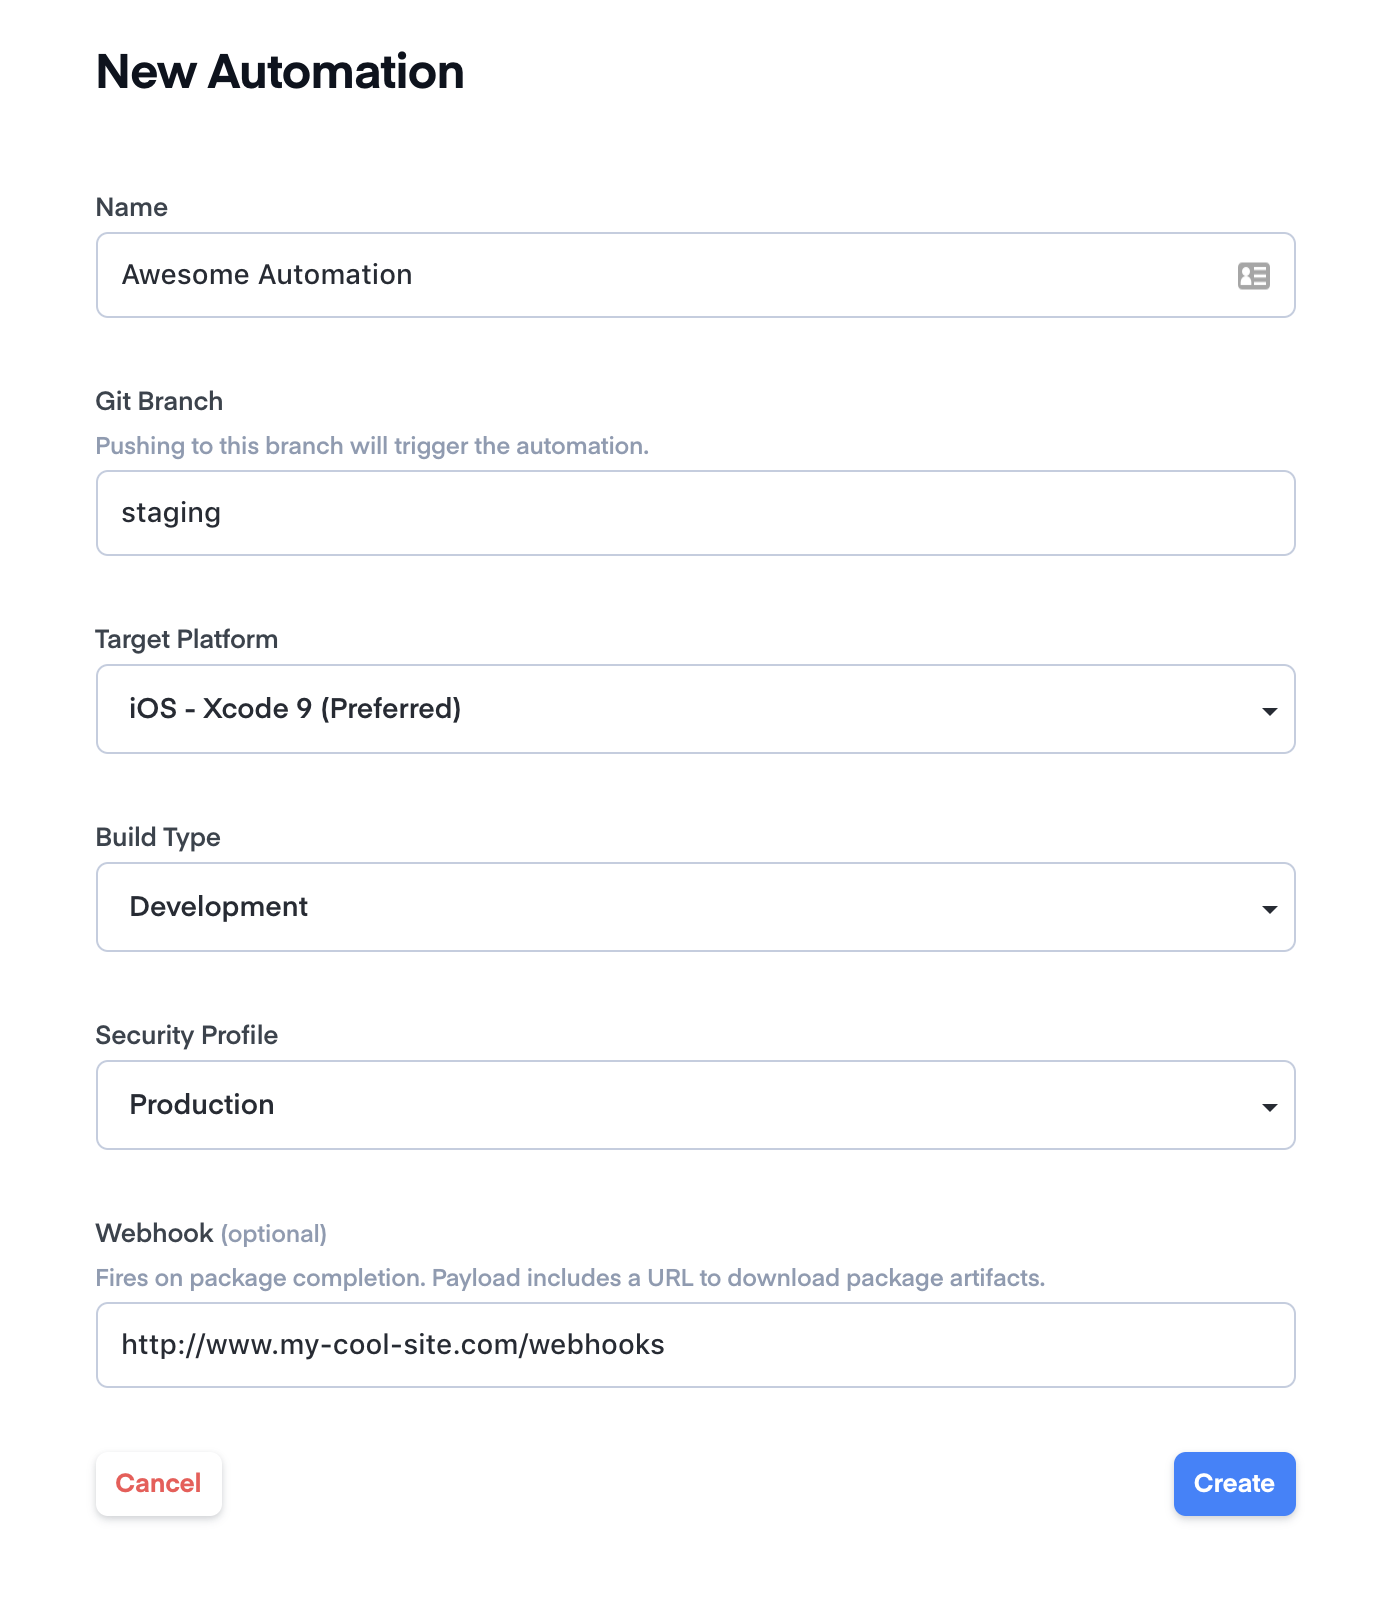 New Automation
Name
Awesome Automation
Git Branch
Pushing to this branch will trigger the automation.
staging
Target Platform
iOS - Xcode 9 (Preferred)
Build Type
Development
Security Profile
Production
Webhook (optional)
Fires on package completion. Payload includes a URL to download package artifacts.
http://www.my-cool-site.com/webhooks
Cancel
Create